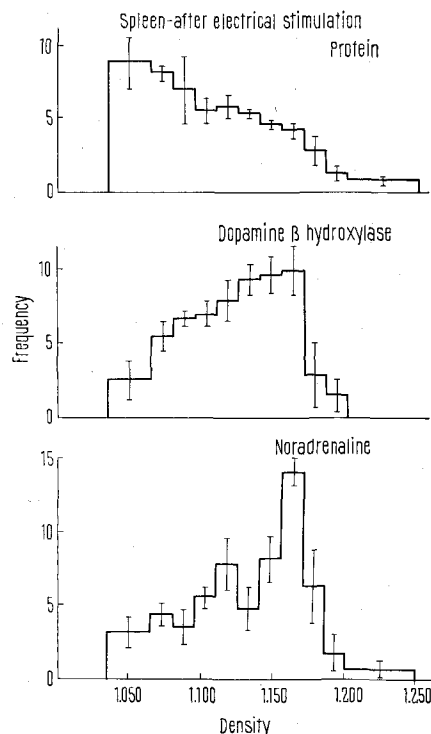 Spleen-after electrical stimulation
Protein
10
5
0
Dopamine β hydroxylase
10
5
0
Frequency
Noradrenaline
15
10
5
0
1.050 1.100 1.150 1.200 1.250
Density